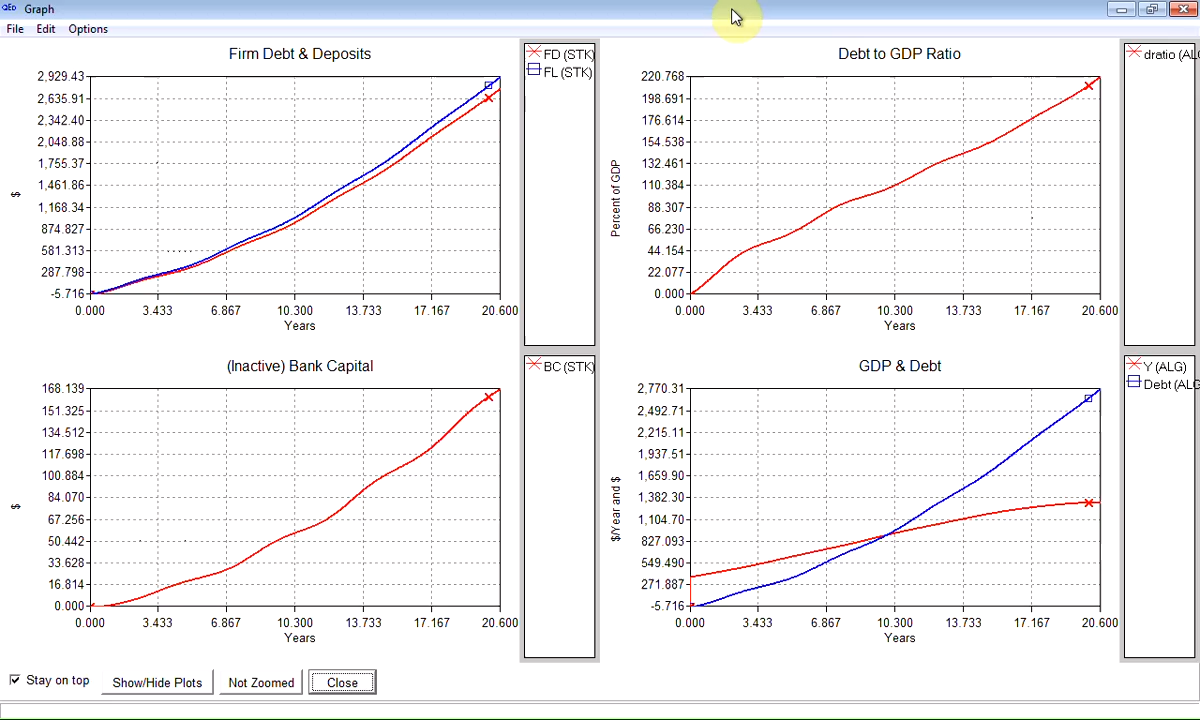 QED Graph
File Edit Options
Firm Debt & Deposits
2,929.43
2,635.91
2,342.40
2,048.88
1,755.37
1,461.86
1,168.34
874.827
581.313
287.798
-5.716
$
0.000 3.433 6.867 10.300 13.733 17.167 20.600
Years
FD (STK)
FL (STK)
Debt to GDP Ratio
220.768
198.691
176.614
154.538
132.461
110.384
88.307
66.230
44.154
22.077
0.000
Percent of GDP
0.000 3.433 6.867 10.300 13.733 17.167 20.600
Years
dratio (AL
(Inactive) Bank Capital
168.139
151.325
134.512
117.698
100.884
84.070
67.256
50.442
33.628
16.814
0.000
$
0.000 3.433 6.867 10.300 13.733 17.167 20.600
Years
BC (STK)
GDP & Debt
2,770.31
2,492.71
2,215.11
1,937.51
1,659.90
1,382.30
1,104.70
827.093
549.490
271.887
-5.716
$/Year and $
0.000 3.433 6.867 10.300 13.733 17.167 20.600
Years
Y (ALG)
Debt (ALG
Stay on top Show/Hide Plots Not Zoomed Close